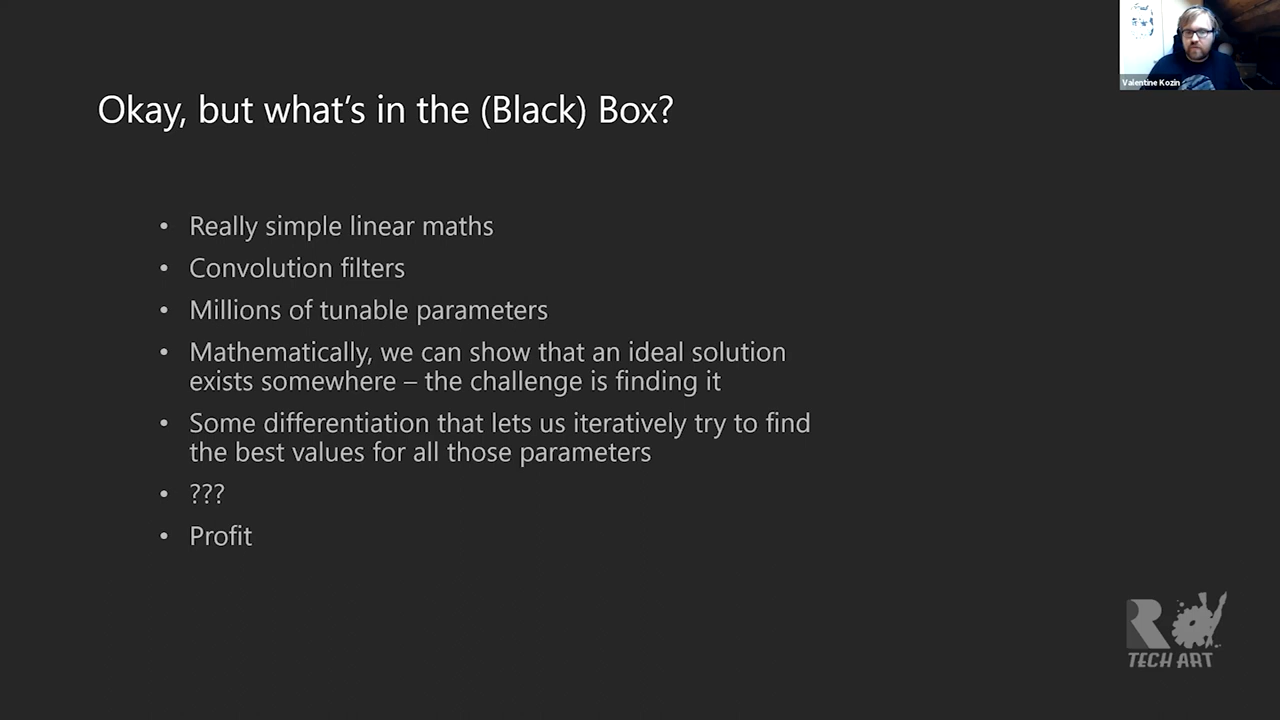 Valentine Kozin
Okay, but what's in the (Black) Box?
• Really simple linear maths
• Convolution filters
• Millions of tunable parameters
• Mathematically, we can show that an ideal solution
exists somewhere – the challenge is finding it
• Some differentiation that lets us iteratively try to find
the best values for all those parameters
• ???
• Profit
R
TECH ART